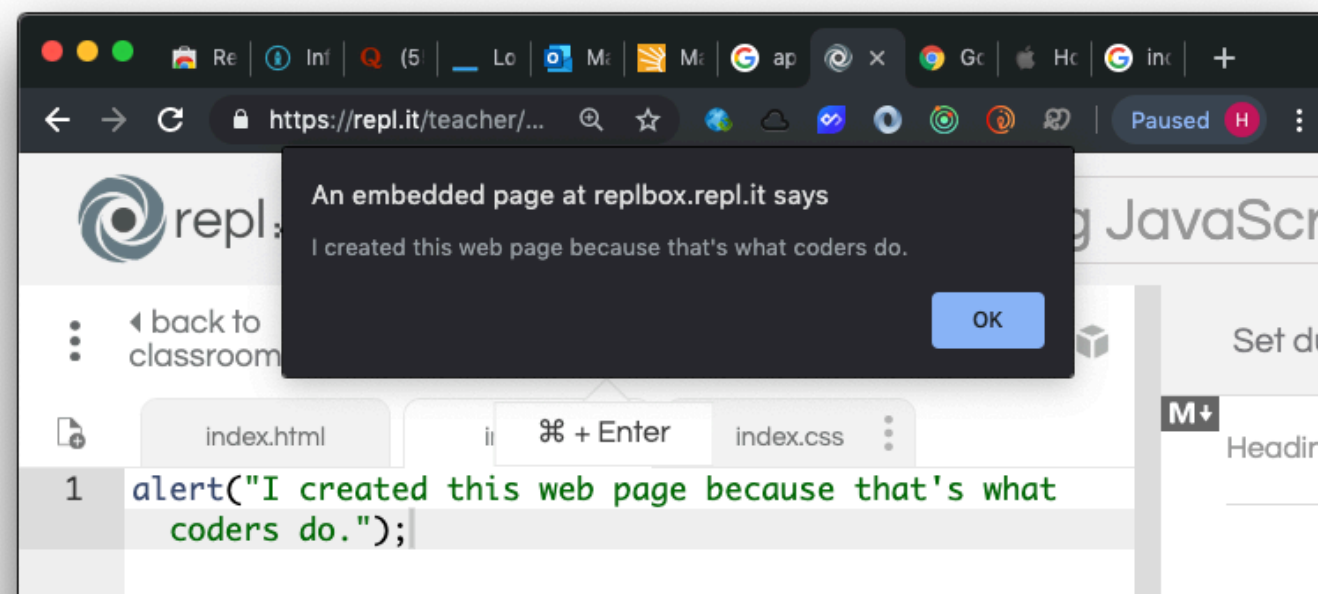 Re Inf (5 Lo Ma Ma ap Go Ho inc
https://repl.it/teacher/... Paused H
An embedded page at replbox.repl.it says
I created this web page because that's what coders do.
OK
repl JavaScr
back to
classroom
Set du
index.html ⌘ + Enter index.css
M
Headin
1 alert("I created this web page because that's what
coders do.");